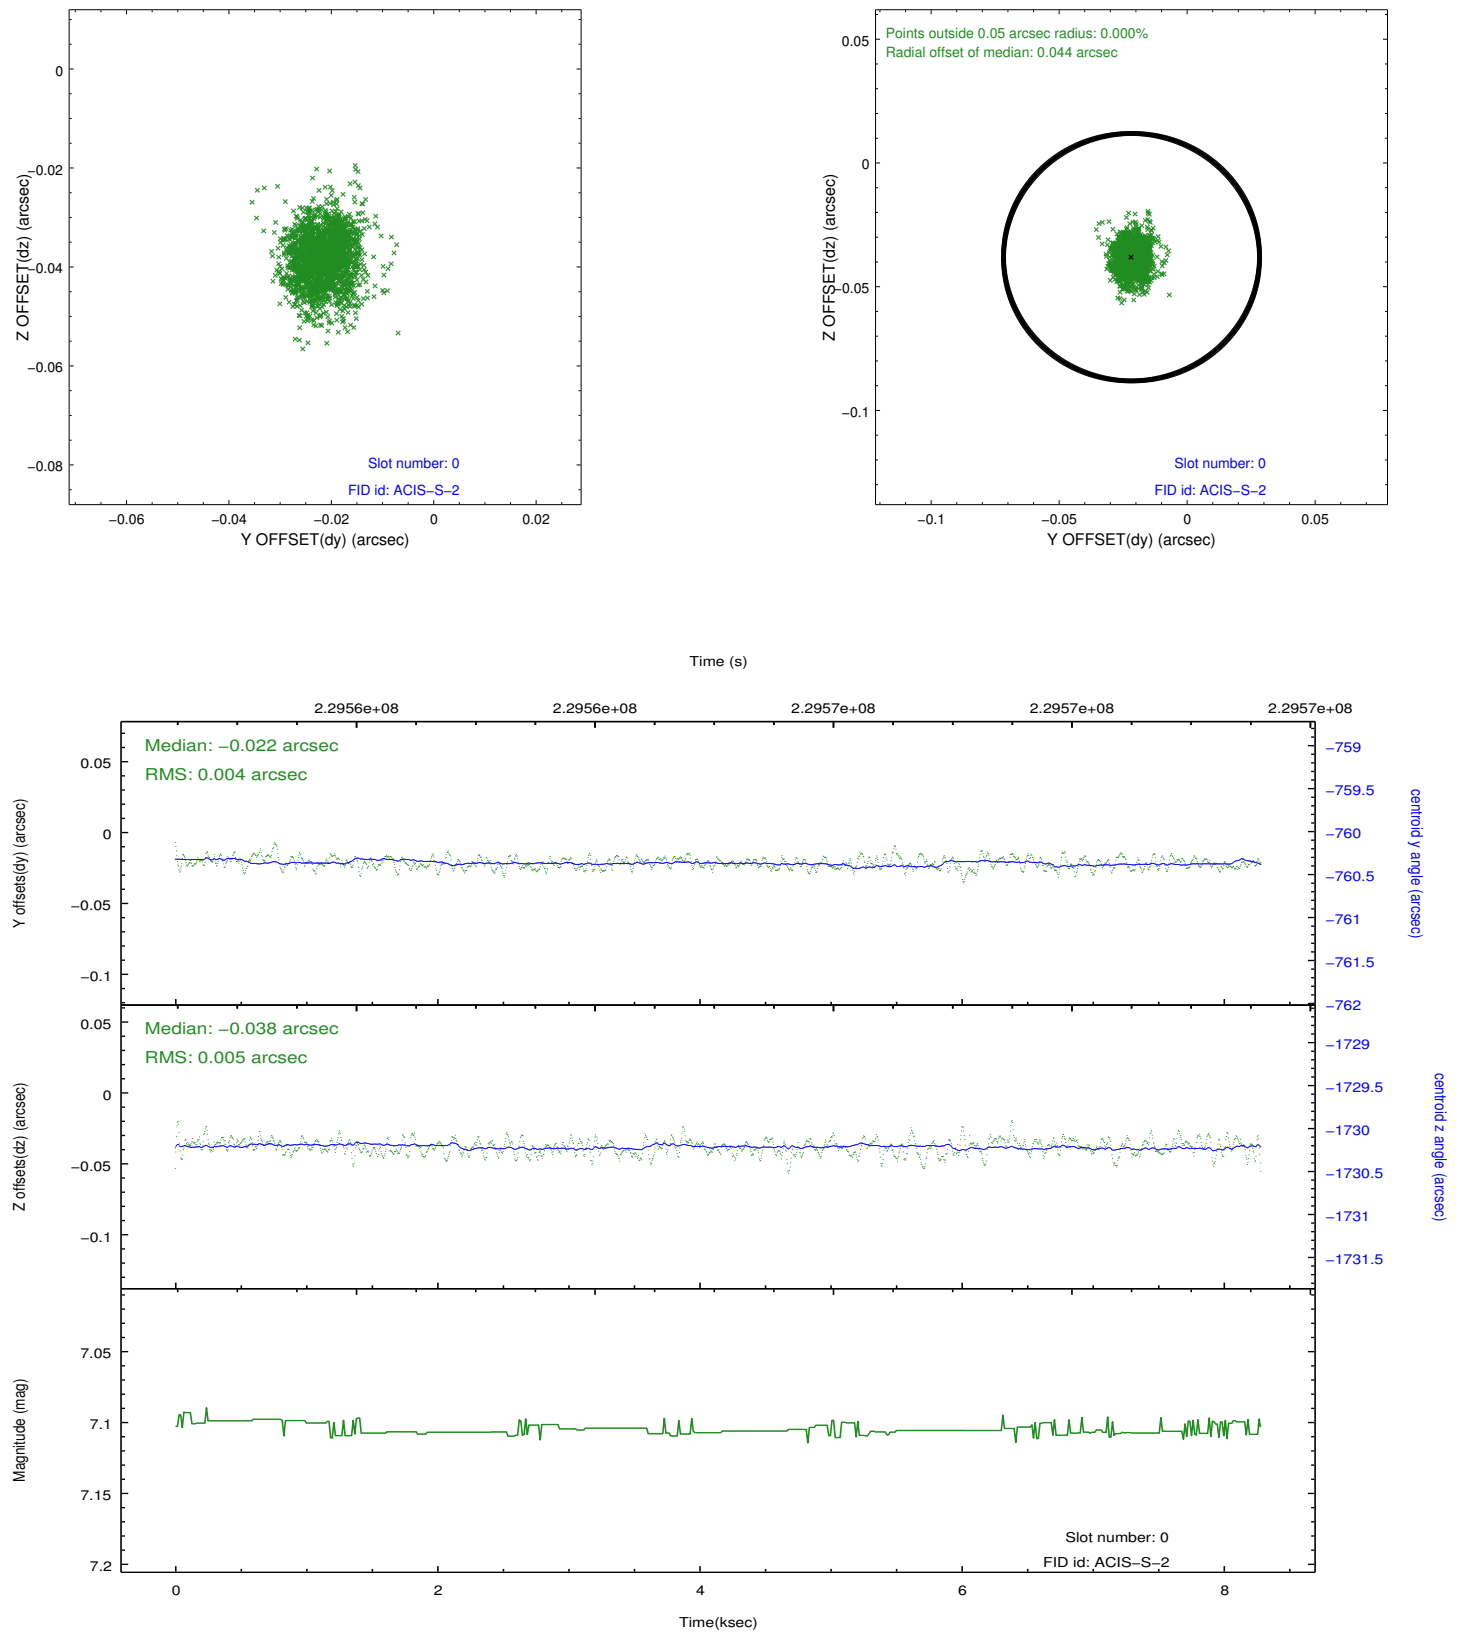 0
−0.02
−0.04
−0.06
−0.08
Z OFFSET(dz) (arcsec)
Slot number: 0
FID id: ACIS−S−2
−0.06
−0.04
−0.02
0
0.02
Y OFFSET(dy) (arcsec)
Points outside 0.05 arcsec radius: 0.000%
Radial offset of median: 0.044 arcsec
0.05
0
−0.05
−0.1
Z OFFSET(dz) (arcsec)
Slot number: 0
FID id: ACIS−S−2
−0.1
−0.05
0
0.05
Y OFFSET(dy) (arcsec)
Time (s)
2.2956e+08
2.2956e+08
2.2957e+08
2.2957e+08
2.2957e+08
Median: −0.022 arcsec
RMS: 0.004 arcsec
0.05
0
−0.05
−0.1
Y offsets(dy) (arcsec)
−759
−759.5
−760
−760.5
−761
−761.5
−762
centroid y angle (arcsec)
Median: −0.038 arcsec
RMS: 0.005 arcsec
0.05
0
−0.05
−0.1
Z offsets(dz) (arcsec)
−1729
−1729.5
−1730
−1730.5
−1731
−1731.5
centroid z angle (arcsec)
7.05
7.1
7.15
7.2
Magnitude (mag)
Slot number: 0
FID id: ACIS−S−2
0
2
4
6
8
Time(ksec)